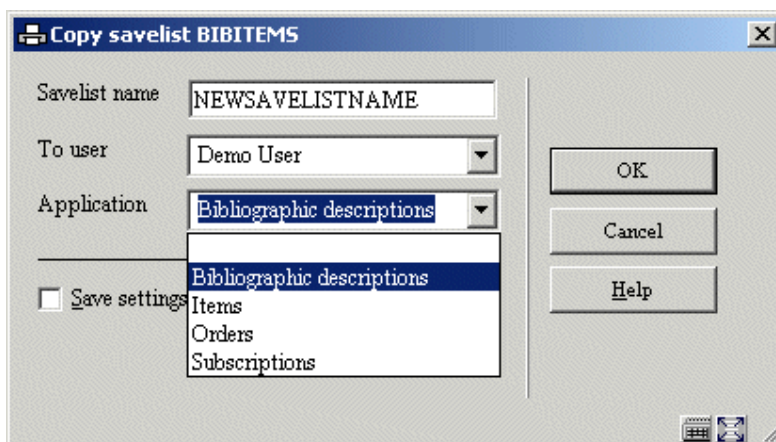 Copy savelist BIBITEMS
Savelist name NEWSAVELISTNAME
To user Demo User
Application Bibliographic descriptions
Bibliographic descriptions
Save settings
Items
Orders
Subscriptions
OK
Cancel
Help